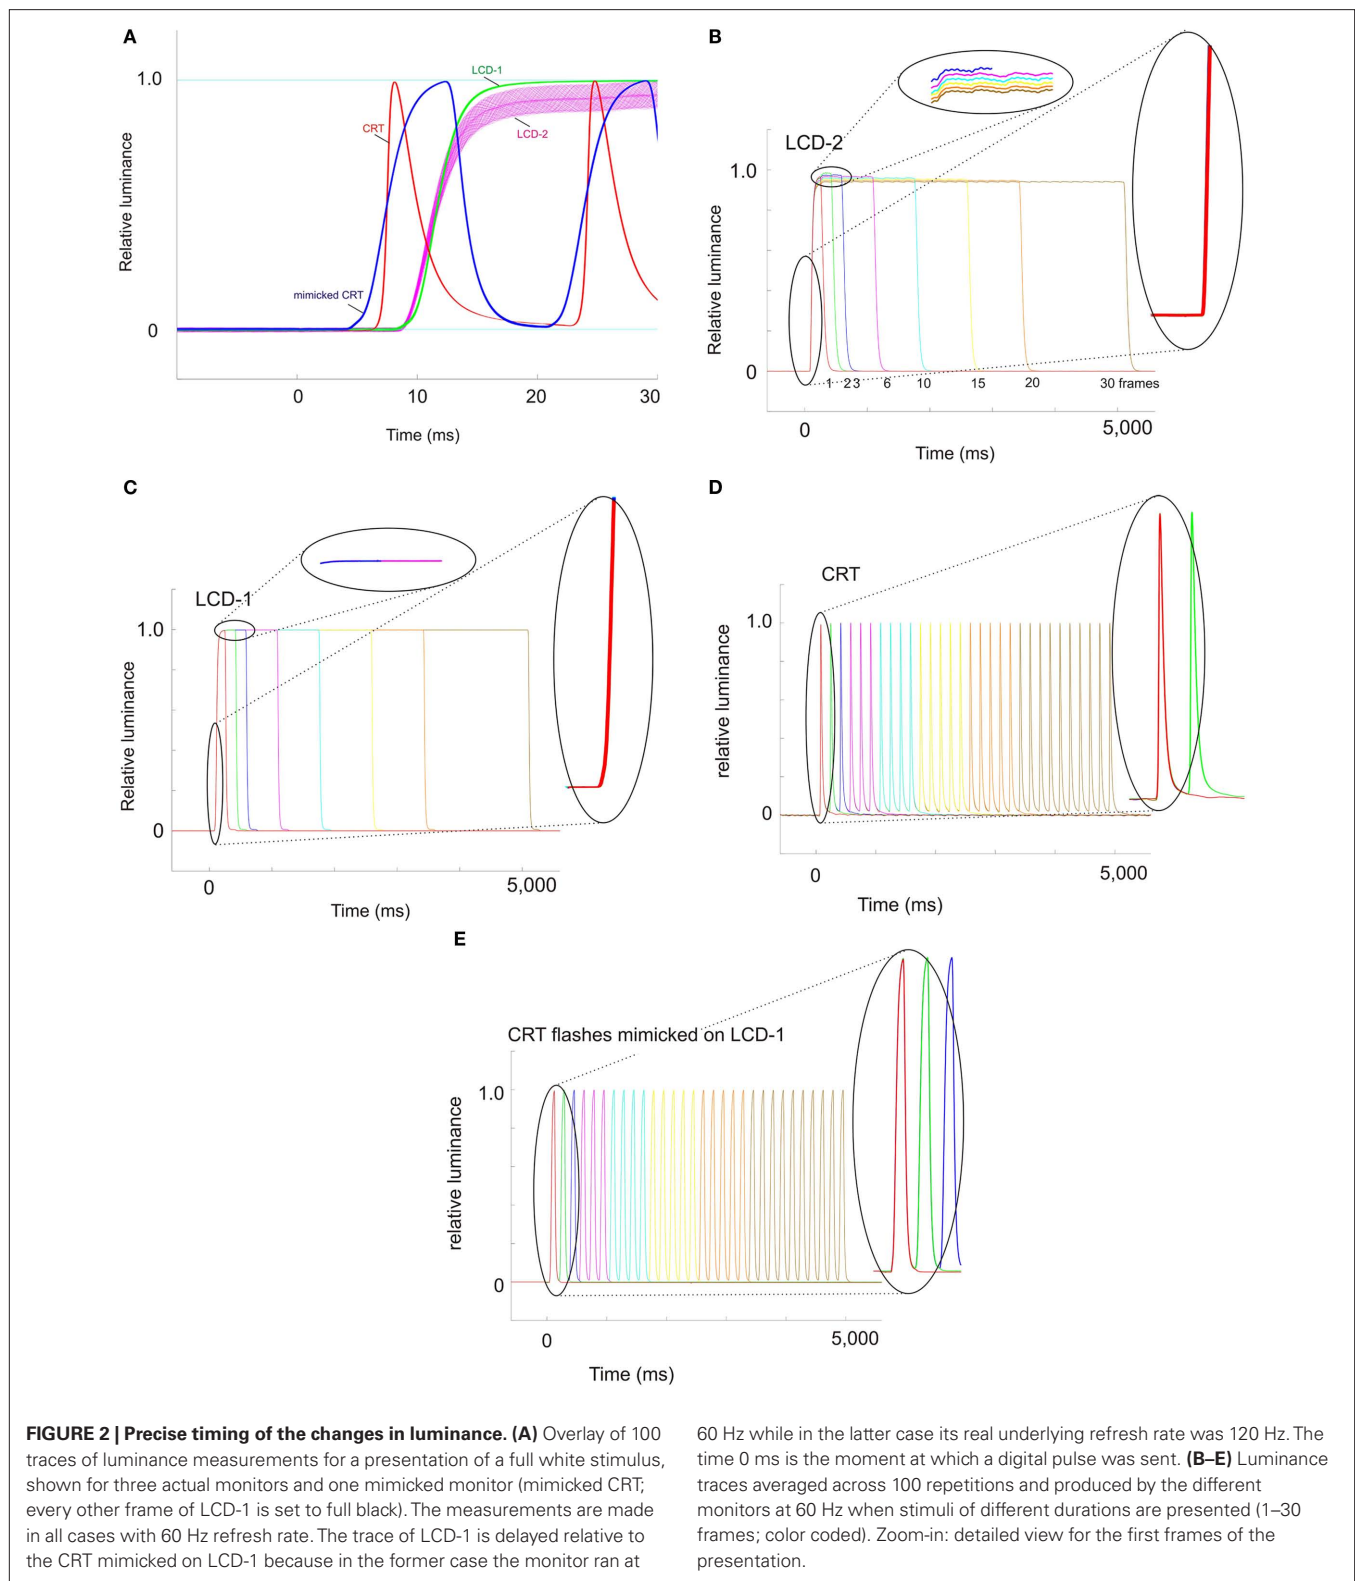 A
1.0
LCD-1
CRT
LCD-2
Relative luminance
mimicked CRT
0
0
10
20
30
Time (ms)
B
LCD-2
1.0
Relative luminance
0
1
2
3
6
10
15
20
30 frames
0
5,000
Time (ms)
C
LCD-1
1.0
Relative luminance
0
0
5,000
Time (ms)
D
CRT
1.0
relative luminance
0
0
5,000
Time (ms)
E
CRT flashes mimicked on LCD-1
1.0
relative luminance
0
0
5,000
Time (ms)
FIGURE 2 | Precise timing of the changes in luminance. (A) Overlay of 100
traces of luminance measurements for a presentation of a full white stimulus,
shown for three actual monitors and one mimicked monitor (mimicked CRT;
every other frame of LCD-1 is set to full black). The measurements are made
in all cases with 60 Hz refresh rate. The trace of LCD-1 is delayed relative to
the CRT mimicked on LCD-1 because in the former case the monitor ran at
60 Hz while in the latter case its real underlying refresh rate was 120 Hz. The
time 0 ms is the moment at which a digital pulse was sent. (B–E) Luminance
traces averaged across 100 repetitions and produced by the different
monitors at 60 Hz when stimuli of different durations are presented (1–30
frames; color coded). Zoom-in: detailed view for the first frames of the
presentation.